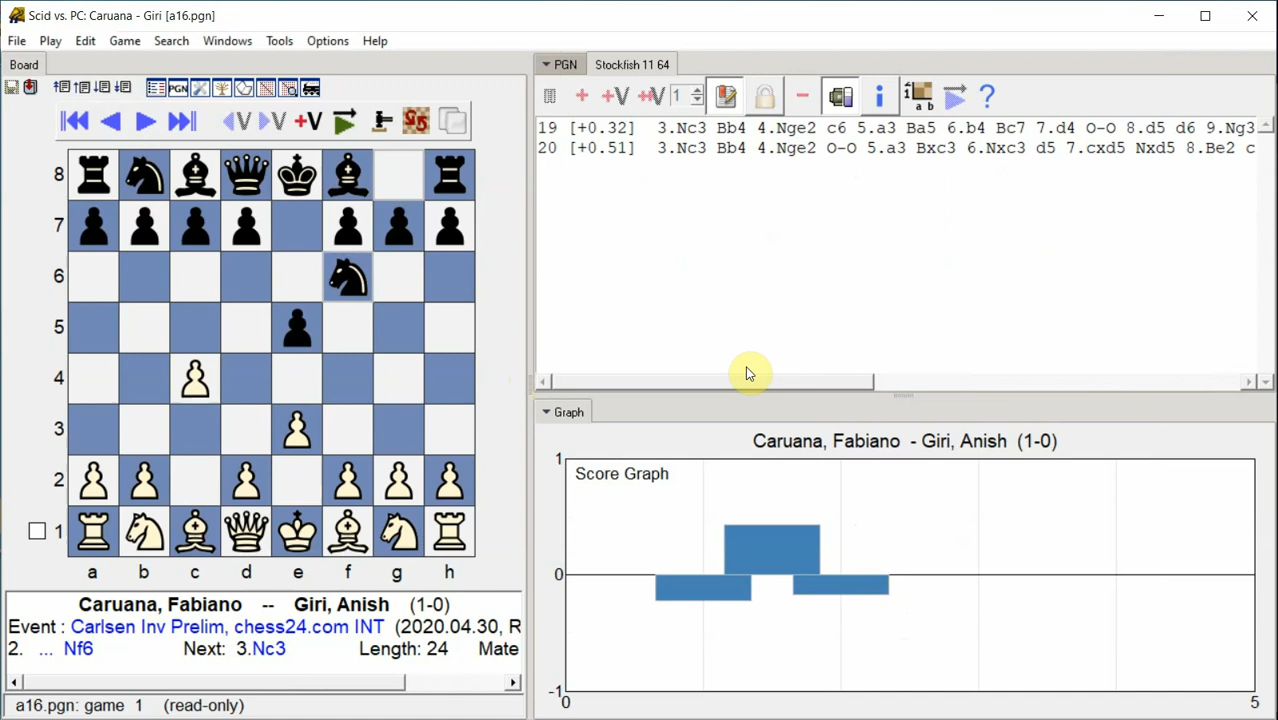 Scid vs. PC: Caruana - Giri [a16.pgn]
File Play Edit Game Search Windows Tools Options Help
Board
PGN
Stockfish 11 64
PGN
+V
1
+ +V +V 1 - i a b ?
19 [+0.32] 3.Nc3 Bb4 4.Nge2 c6 5.a3 Ba5 6.b4 Bc7 7.d4 O-O 8.d5 d6 9.Ng3
20 [+0.51] 3.Nc3 Bb4 4.Nge2 O-O 5.a3 Bxc3 6.Nxc3 d5 7.cxd5 Nxd5 8.Be2 c
8
7
6
5
4
3
2
1
a b c d e f g h
Graph
Caruana, Fabiano - Giri, Anish (1-0)
Score Graph
1
0
-1
0 5
Caruana, Fabiano -- Giri, Anish (1-0)
Event : Carlsen Inv Prelim, chess24.com INT (2020.04.30, R
2. ... Nf6 Next: 3.Nc3 Length: 24 Mate
a16.pgn: game 1 (read-only)